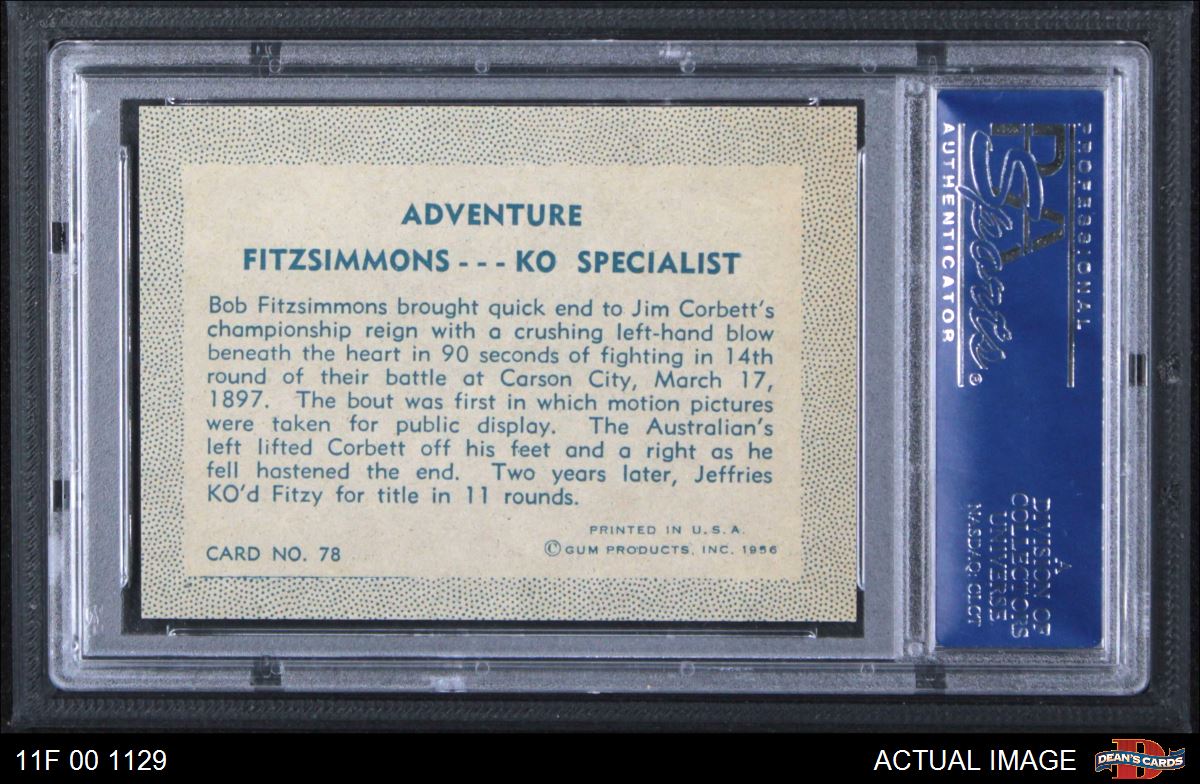 ADVENTURE
FITZSIMMONS - - - KO SPECIALIST
Bob Fitzsimmons brought quick end to Jim Corbett's
championship reign with a crushing left-hand blow
beneath the heart in 90 seconds of fighting in 14th
round of their battle at Carson City, March 17,
1897. The bout was first in which motion pictures
were taken for public display. The Australian's
left lifted Corbett off his feet and a right as he
fell hastened the end. Two years later, Jeffries
KO'd Fitzy for title in 11 rounds.
PRINTED IN U.S.A.
CARD NO. 78
©GUM PRODUCTS, INC. 1956
PROFESSIONAL
PSA
Sports®
AUTHENTICATOR
A
DIVISION OF
COLLECTORS
UNIVERSE
NASDAQ: CLCT
11F 00 1129
ACTUAL IMAGE
D
DEAN'S CARDS